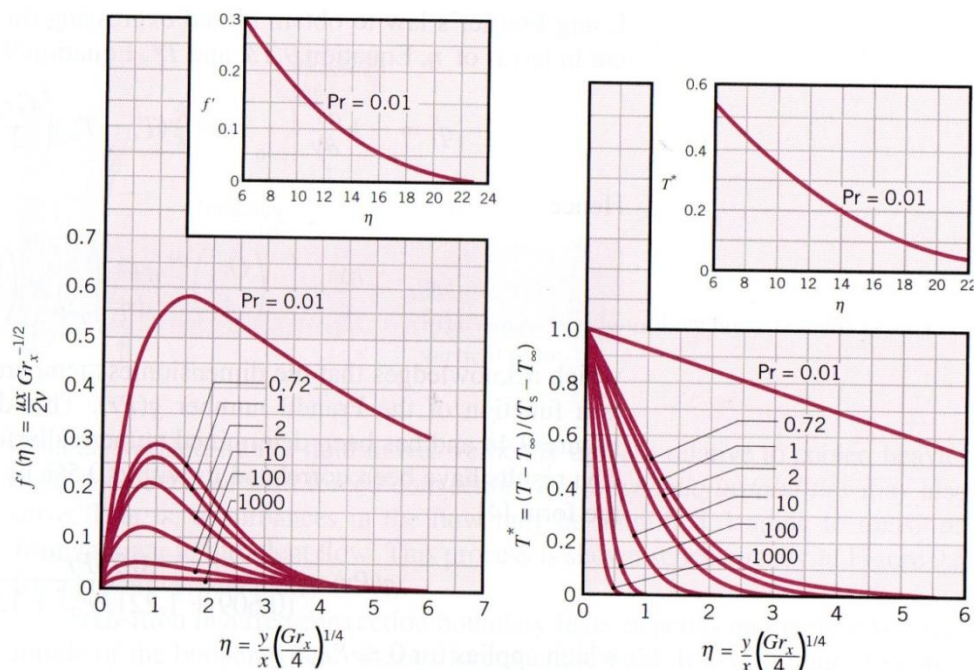 0.3
0.2
f′
0.1
0
Pr = 0.01
6 8 10 12 14 16 18 20 22 24
η
0.7
0.6
0.5
0.4
0.3
0.2
0.1
0
f′(η) = ux/2ν Gr_x^−1/2
Pr = 0.01
0.72
1
2
10
100
1000
0 1 2 3 4 5 6 7
η = y/x (Gr_x/4)^1/4
0.6
0.4
T*
0.2
0
Pr = 0.01
6 8 10 12 14 16 18 20 22
η
1.0
0.8
0.6
0.4
0.2
0
T* = (T − T∞)/(Ts − T∞)
Pr = 0.01
0.72
1
2
10
100
1000
0 1 2 3 4 5 6
η = y/x (Gr_x/4)^1/4